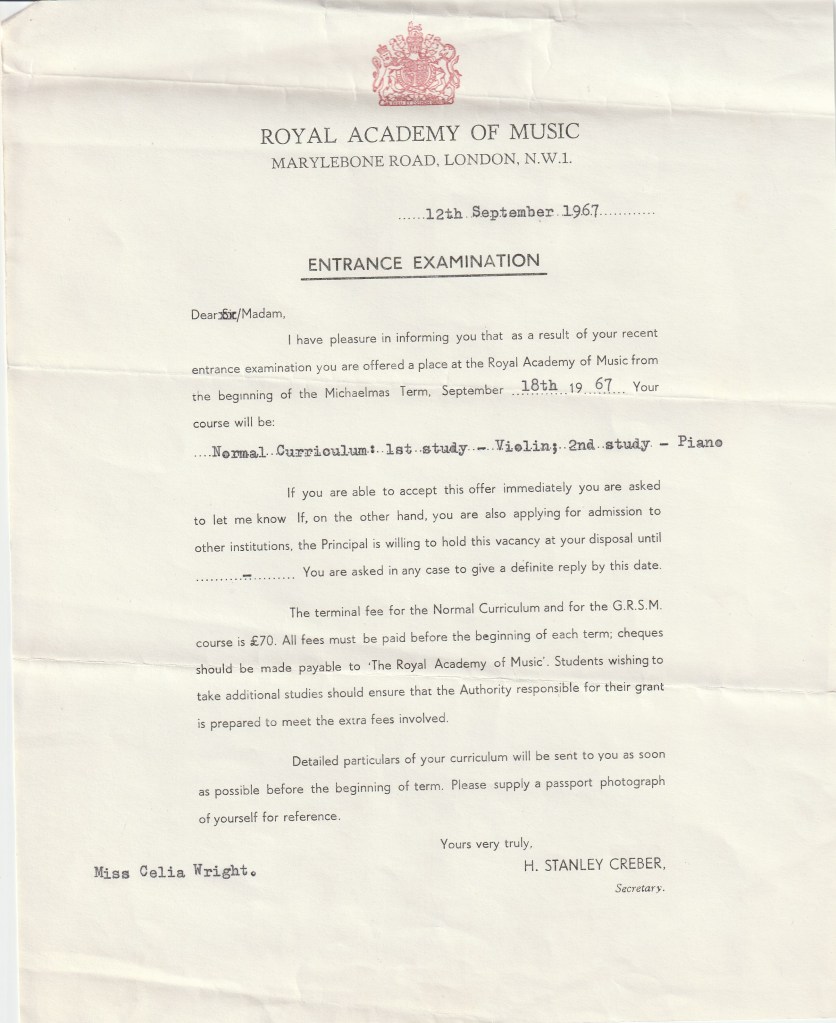 ROYAL ACADEMY OF MUSIC
MARYLEBONE ROAD, LONDON, N.W.1.
......12th September 1967............
ENTRANCE EXAMINATION
Dear Sir/Madam,
I have pleasure in informing you that as a result of your recent
entrance examination you are offered a place at the Royal Academy of Music from
the beginning of the Michaelmas Term, September ...18th... 19 ..67... Your
course will be:
....Normal Curriculum: 1st study - Violin; 2nd study - Piano
If you are able to accept this offer immediately you are asked
to let me know If, on the other hand, you are also applying for admission to
other institutions, the Principal is willing to hold this vacancy at your disposal until
............-........... You are asked in any case to give a definite reply by this date.
The terminal fee for the Normal Curriculum and for the G.R.S.M.
course is £70. All fees must be paid before the beginning of each term; cheques
should be made payable to 'The Royal Academy of Music'. Students wishing to
take additional studies should ensure that the Authority responsible for their grant
is prepared to meet the extra fees involved.
Detailed particulars of your curriculum will be sent to you as soon
as possible before the beginning of term. Please supply a passport photograph
of yourself for reference.
Yours very truly,
H. STANLEY CREBER,
Secretary.
Miss Celia Wright.